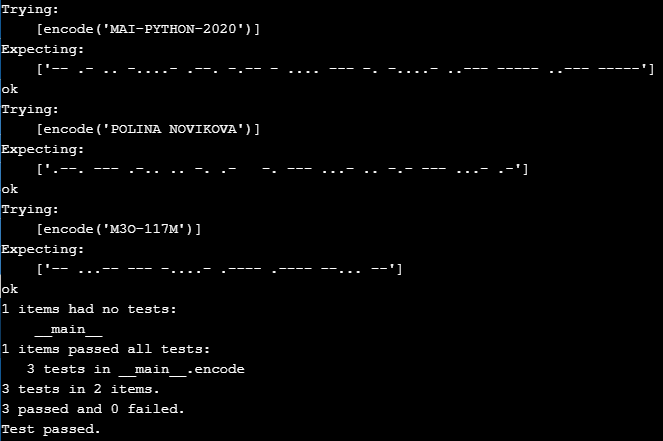 Trying:
    [encode('MAI-PYTHON-2020')]
Expecting:
    ['-- .- .. -....- .--. -.-- - .... --- -. -....- ..--- ----- ..--- -----']
ok
Trying:
    [encode('POLINA NOVIKOVA')]
Expecting:
    ['.--. --- .-.. .. -. .-   -. --- ...- .. -.- --- ...- .-']
ok
Trying:
    [encode('M3O-117M')]
Expecting:
    ['-- ...-- --- -....- .---- .---- --... --']
ok
1 items had no tests:
    __main__
1 items passed all tests:
   3 tests in __main__.encode
3 tests in 2 items.
3 passed and 0 failed.
Test passed.